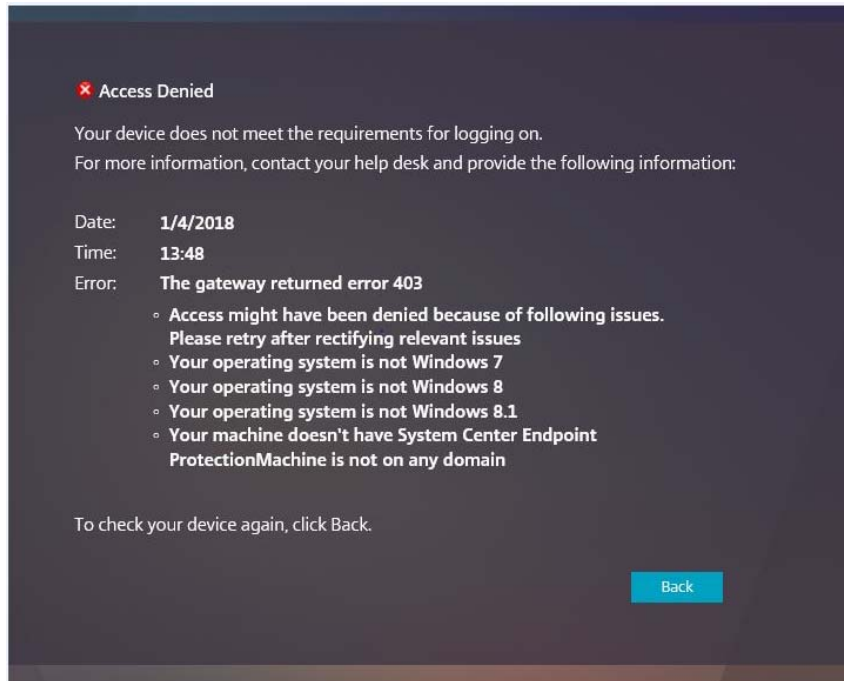 Access Denied
Your device does not meet the requirements for logging on.
For more information, contact your help desk and provide the following information:
Date: 1/4/2018
Time: 13:48
Error: The gateway returned error 403
◦ Access might have been denied because of following issues.
Please retry after rectifying relevant issues
◦ Your operating system is not Windows 7
◦ Your operating system is not Windows 8
◦ Your operating system is not Windows 8.1
◦ Your machine doesn't have System Center Endpoint
ProtectionMachine is not on any domain
To check your device again, click Back.
Back